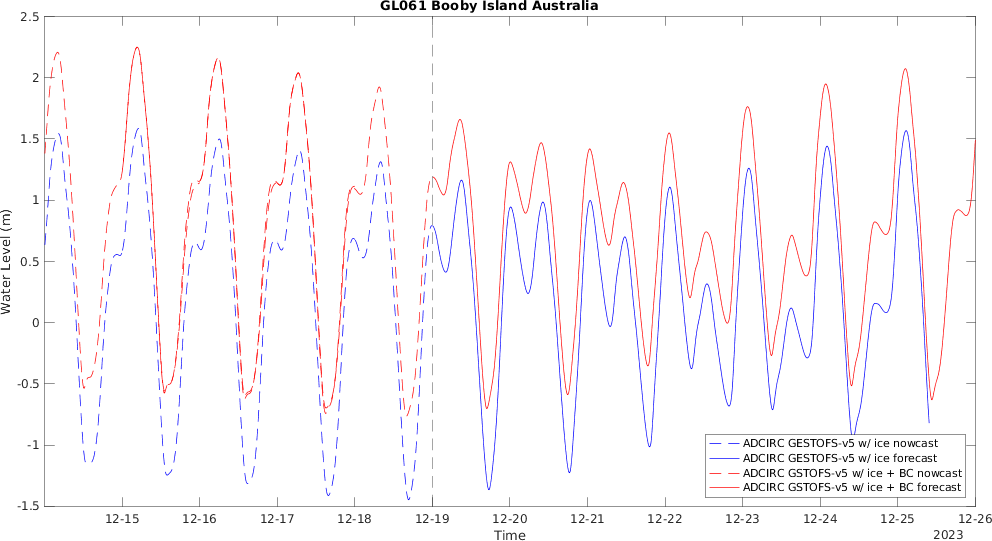 GL061 Booby Island Australia
Water Level (m)
2.5
2
1.5
1
0.5
0
-0.5
-1
-1.5
ADCIRC GESTOFS-v5 w/ ice nowcast
ADCIRC GESTOFS-v5 w/ ice forecast
ADCIRC GSTOFS-v5 w/ ice + BC nowcast
ADCIRC GSTOFS-v5 w/ ice + BC forecast
12-15 12-16 12-17 12-18 12-19 12-20 12-21 12-22 12-23 12-24 12-25 12-26
Time
2023